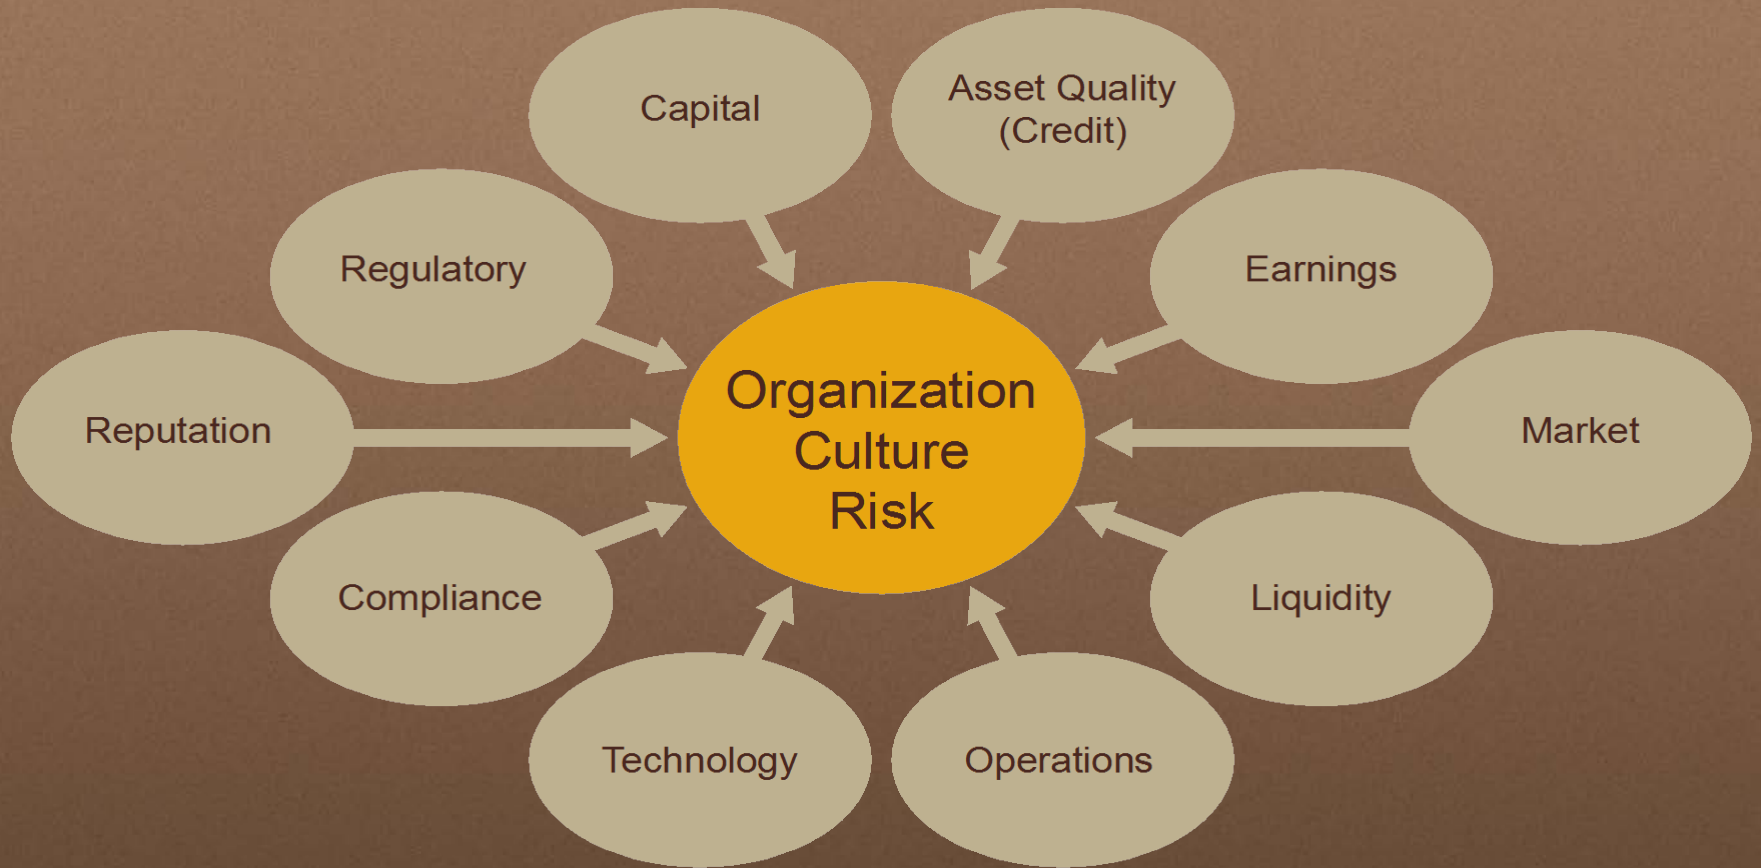 Capital
Asset Quality
(Credit)
Regulatory
Earnings
Reputation
Organization
Culture
Risk
Market
Compliance
Liquidity
Technology
Operations